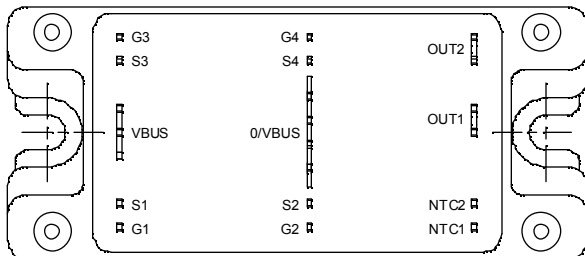 G3 G4
OUT2
S3 S4
VBUS 0/VBUS OUT1
S1 S2 NTC2
G1 G2 NTC1